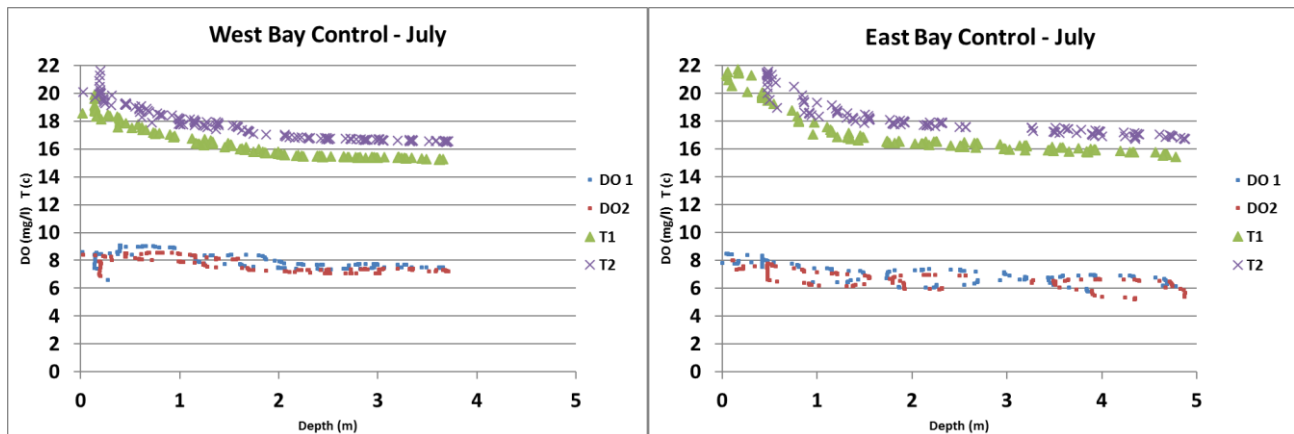 West Bay Control - July
22
20
18
16
14
12
10
8
6
4
2
0
DO (mg/l) T (c)
0 1 2 3 4 5
Depth (m)
DO 1
DO2
T1
T2
East Bay Control - July
22
20
18
16
14
12
10
8
6
4
2
0
DO (mg/l) T (c)
0 1 2 3 4 5
Depth (m)
DO 1
DO2
T1
T2